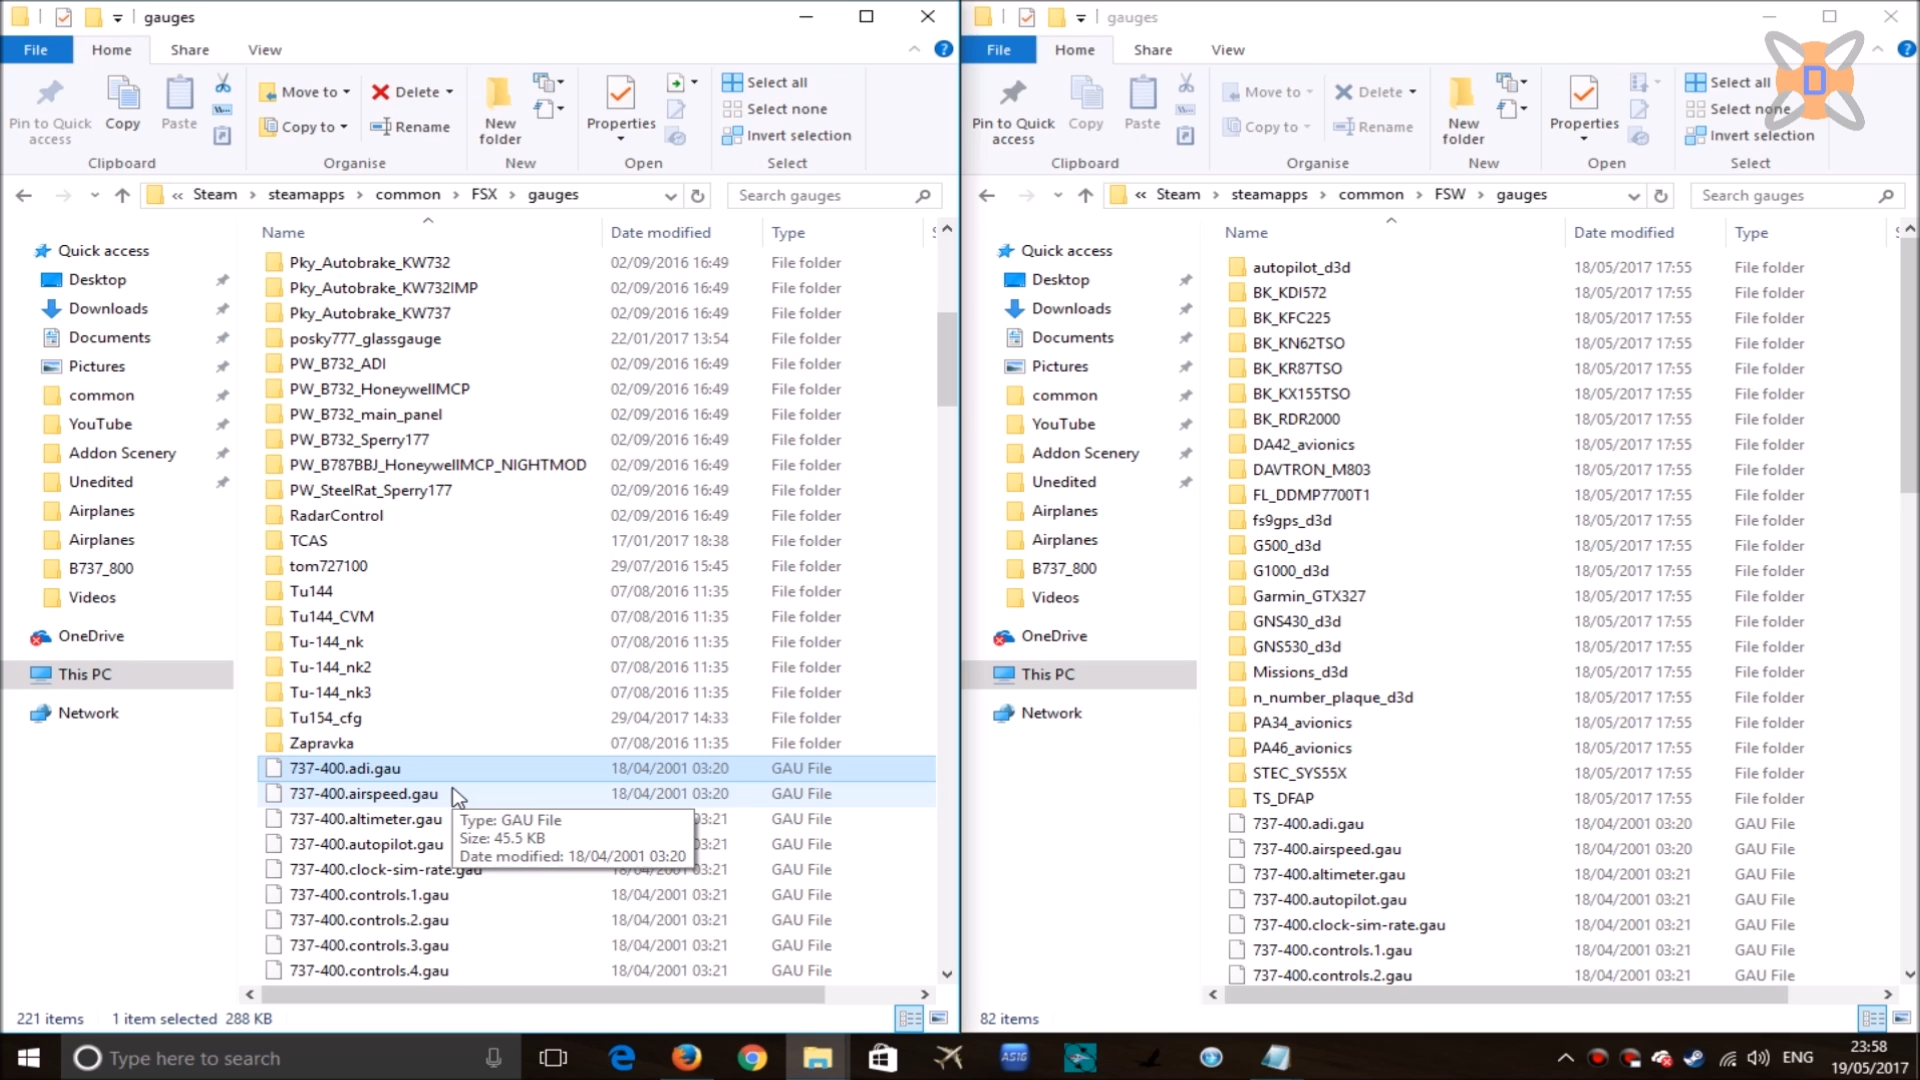 gauges
File
Home
Share
View
Pin to Quick access
Copy
Paste
Move to
Copy to
Delete
Rename
New folder
Properties
Select all
Select none
Invert selection
Clipboard
Organise
New
Open
Select
« Steam > steamapps > common > FSX > gauges
Search gauges
Name
Date modified
Type
Quick access
Desktop
Downloads
Documents
Pictures
common
YouTube
Addon Scenery
Unedited
Airplanes
Airplanes
B737_800
Videos
OneDrive
This PC
Network
Pky_Autobrake_KW732 02/09/2016 16:49 File folder
Pky_Autobrake_KW732IMP 02/09/2016 16:49 File folder
Pky_Autobrake_KW737 02/09/2016 16:49 File folder
posky777_glassgauge 22/01/2017 13:54 File folder
PW_B732_ADI 02/09/2016 16:49 File folder
PW_B732_HoneywellMCP 02/09/2016 16:49 File folder
PW_B732_main_panel 02/09/2016 16:49 File folder
PW_B732_Sperry177 02/09/2016 16:49 File folder
PW_B787BBJ_HoneywellMCP_NIGHTMOD 02/09/2016 16:49 File folder
PW_SteelRat_Sperry177 02/09/2016 16:49 File folder
RadarControl 02/09/2016 16:49 File folder
TCAS 17/01/2017 18:38 File folder
tom727100 29/07/2016 15:45 File folder
Tu144 07/08/2016 11:35 File folder
Tu144_CVM 07/08/2016 11:35 File folder
Tu-144_nk 07/08/2016 11:35 File folder
Tu-144_nk2 07/08/2016 11:35 File folder
Tu-144_nk3 07/08/2016 11:35 File folder
Tu154_cfg 29/04/2017 14:33 File folder
Zapravka 07/08/2016 11:35 File folder
737-400.adi.gau 18/04/2001 03:20 GAU File
737-400.airspeed.gau 18/04/2001 03:20 GAU File
737-400.altimeter.gau 03:21 GAU File
737-400.autopilot.gau 03:21 GAU File
737-400.clock-sim-rate.gau 18/04/2001 03:21 GAU File
737-400.controls.1.gau 18/04/2001 03:21 GAU File
737-400.controls.2.gau 18/04/2001 03:21 GAU File
737-400.controls.3.gau 18/04/2001 03:21 GAU File
737-400.controls.4.gau 18/04/2001 03:21 GAU File
Type: GAU File
Size: 45.5 KB
Date modified: 18/04/2001 03:20
221 items 1 item selected 288 KB
gauges
File
Home
Share
View
Pin to Quick access
Copy
Paste
Move to
Copy to
Delete
Rename
New folder
Properties
Select all
Select none
Invert selection
Clipboard
Organise
New
Open
Select
« Steam > steamapps > common > FSW > gauges
Search gauges
Name
Date modified
Type
Quick access
Desktop
Downloads
Documents
Pictures
common
YouTube
Addon Scenery
Unedited
Airplanes
Airplanes
B737_800
Videos
OneDrive
This PC
Network
autopilot_d3d 18/05/2017 17:55 File folder
BK_KDI572 18/05/2017 17:55 File folder
BK_KFC225 18/05/2017 17:55 File folder
BK_KN62TSO 18/05/2017 17:55 File folder
BK_KR87TSO 18/05/2017 17:55 File folder
BK_KX155TSO 18/05/2017 17:55 File folder
BK_RDR2000 18/05/2017 17:55 File folder
DA42_avionics 18/05/2017 17:55 File folder
DAVTRON_M803 18/05/2017 17:55 File folder
FL_DDMP7700T1 18/05/2017 17:55 File folder
fs9gps_d3d 18/05/2017 17:55 File folder
G500_d3d 18/05/2017 17:55 File folder
G1000_d3d 18/05/2017 17:55 File folder
Garmin_GTX327 18/05/2017 17:55 File folder
GNS430_d3d 18/05/2017 17:55 File folder
GNS530_d3d 18/05/2017 17:55 File folder
Missions_d3d 18/05/2017 17:55 File folder
n_number_plaque_d3d 18/05/2017 17:55 File folder
PA34_avionics 18/05/2017 17:55 File folder
PA46_avionics 18/05/2017 17:55 File folder
STEC_SYS55X 18/05/2017 17:55 File folder
TS_DFAP 18/05/2017 17:55 File folder
737-400.adi.gau 18/04/2001 03:20 GAU File
737-400.airspeed.gau 18/04/2001 03:20 GAU File
737-400.altimeter.gau 18/04/2001 03:21 GAU File
737-400.autopilot.gau 18/04/2001 03:21 GAU File
737-400.clock-sim-rate.gau 18/04/2001 03:21 GAU File
737-400.controls.1.gau 18/04/2001 03:21 GAU File
737-400.controls.2.gau 18/04/2001 03:21 GAU File
82 items
Type here to search
AS16
ENG
23:58
19/05/2017